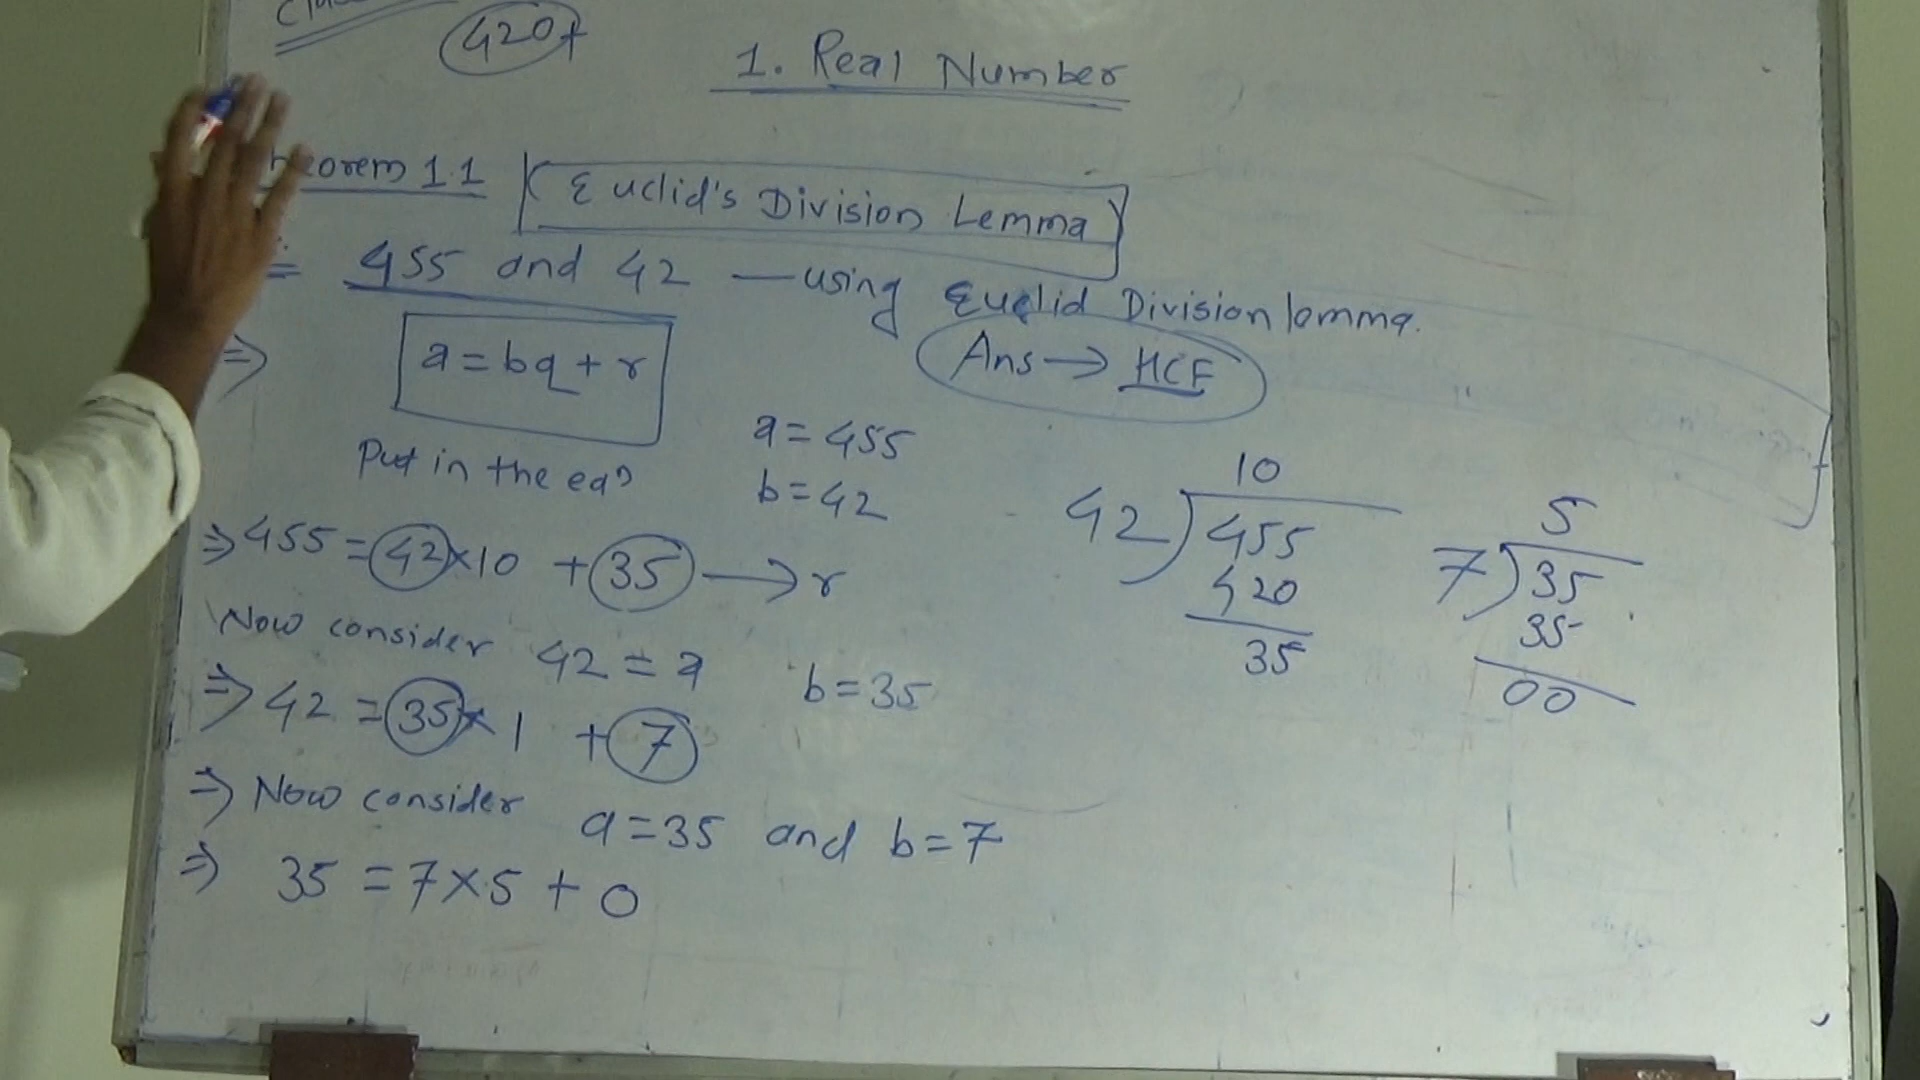 420+
1. Real Number
heorem 1.1 Euclid's Division Lemma
455 and 42 — using Euclid Division lemma.
⇒ a = bq + r
Ans → HCF
Put in the eqn
a = 455
b = 42
⇒ 455 = 42 × 10 + 35 → r
Now consider 42 = a b = 35
⇒ 42 = 35 × 1 + 7
⇒ Now consider a = 35 and b = 7
⇒ 35 = 7 × 5 + 0
10
42 ) 455
420
35
5
7 ) 35
35
00